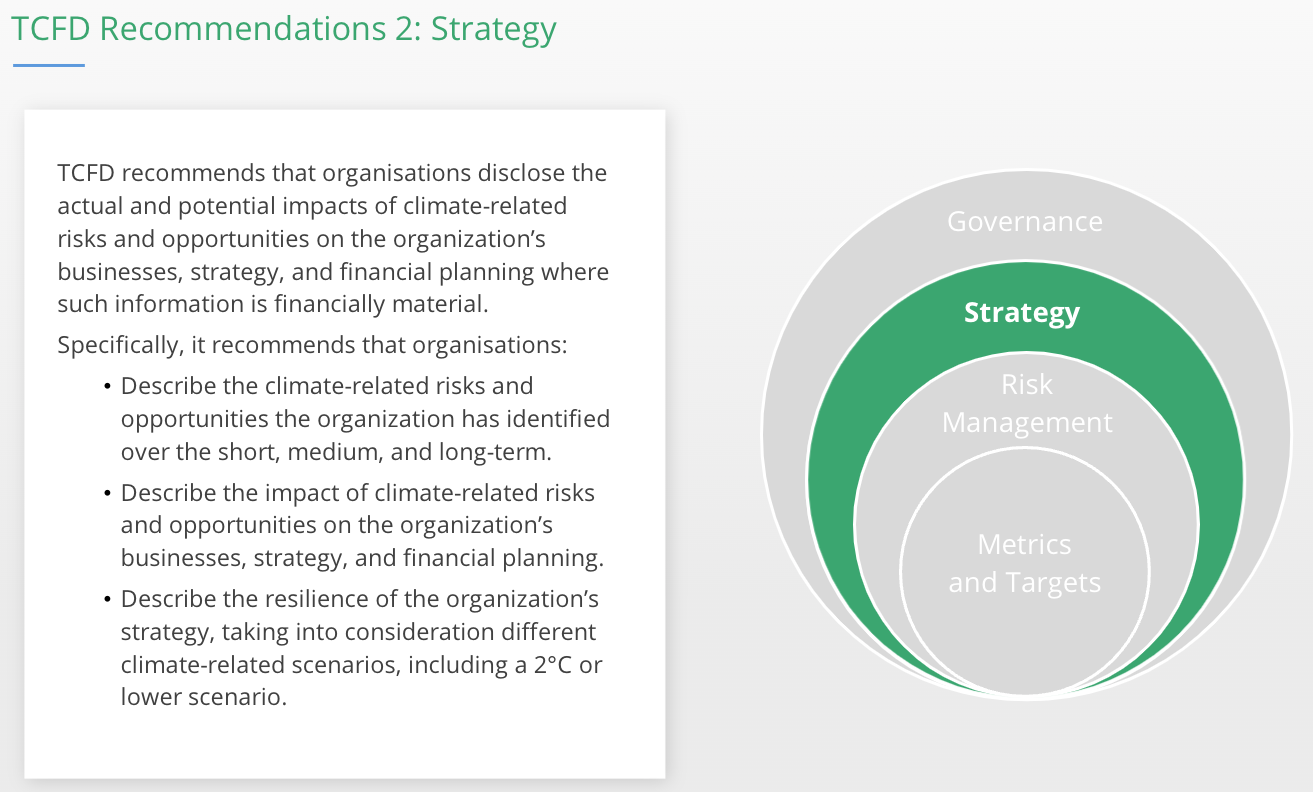 TCFD Recommendations 2: Strategy
TCFD recommends that organisations disclose the
actual and potential impacts of climate-related
risks and opportunities on the organization’s
businesses, strategy, and financial planning where
such information is financially material.
Specifically, it recommends that organisations:
• Describe the climate-related risks and
opportunities the organization has identified
over the short, medium, and long-term.
• Describe the impact of climate-related risks
and opportunities on the organization’s
businesses, strategy, and financial planning.
• Describe the resilience of the organization’s
strategy, taking into consideration different
climate-related scenarios, including a 2°C or
lower scenario.
Governance
Strategy
Risk
Management
Metrics
and Targets